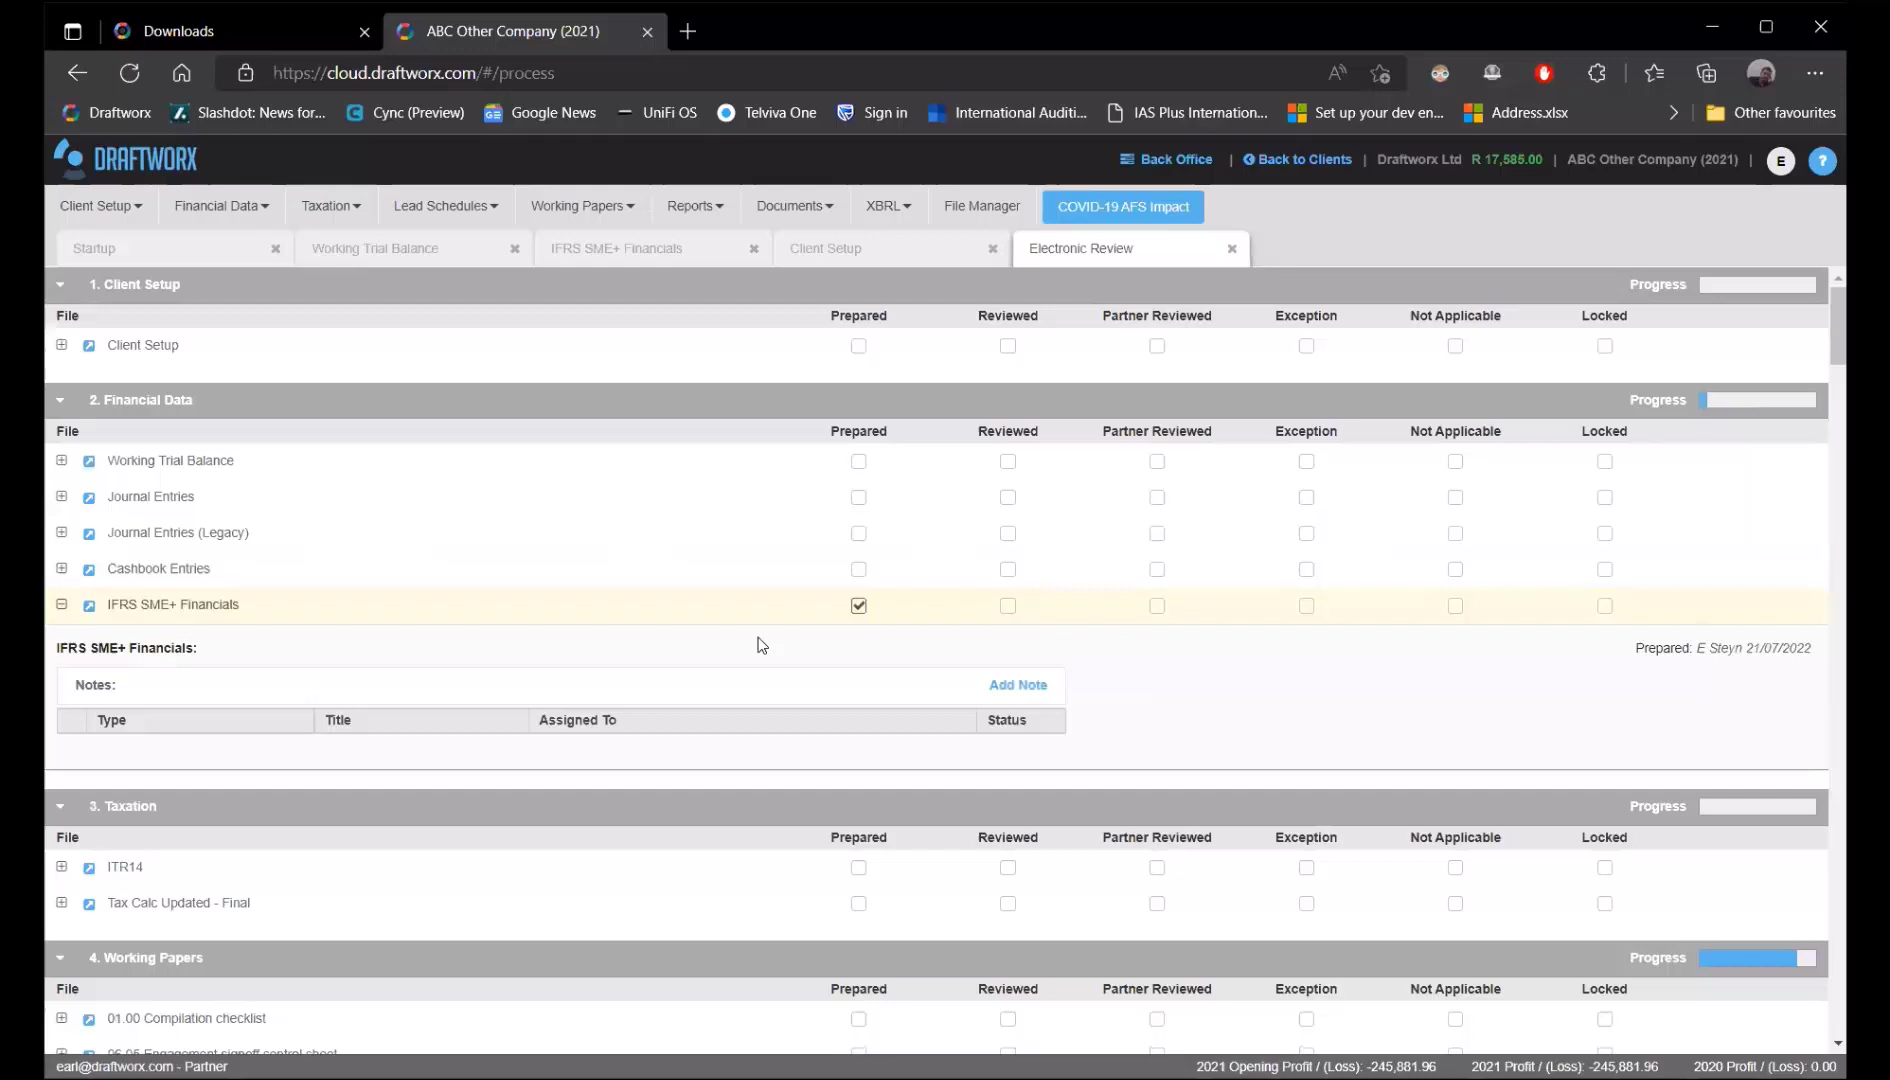 Downloads
ABC Other Company (2021)
https://cloud.draftworx.com/#/process
Draftworx
Slashdot: News for...
Cync (Preview)
Google News
UniFi OS
Telviva One
Sign in
International Auditi...
IAS Plus Internation...
Set up your dev en...
Address.xlsx
Other favourites
DRAFTWORX
Back Office | Back to Clients | Draftworx Ltd R 17,585.00 | ABC Other Company (2021) | E ?
Client Setup Financial Data Taxation Lead Schedules Working Papers Reports Documents XBRL File Manager COVID-19 AFS Impact
Startup Working Trial Balance IFRS SME+ Financials Client Setup Electronic Review
1. Client Setup Progress
File Prepared Reviewed Partner Reviewed Exception Not Applicable Locked
Client Setup
2. Financial Data Progress
File Prepared Reviewed Partner Reviewed Exception Not Applicable Locked
Working Trial Balance
Journal Entries
Journal Entries (Legacy)
Cashbook Entries
IFRS SME+ Financials
IFRS SME+ Financials: Prepared: E Steyn 21/07/2022
Notes: Add Note
Type Title Assigned To Status
3. Taxation Progress
File Prepared Reviewed Partner Reviewed Exception Not Applicable Locked
ITR14
Tax Calc Updated - Final
4. Working Papers Progress
File Prepared Reviewed Partner Reviewed Exception Not Applicable Locked
01.00 Compilation checklist
earl@draftworx.com - Partner 2021 Opening Profit / (Loss): -245,881.96 2021 Profit / (Loss): -245,881.96 2020 Profit / (Loss): 0.00